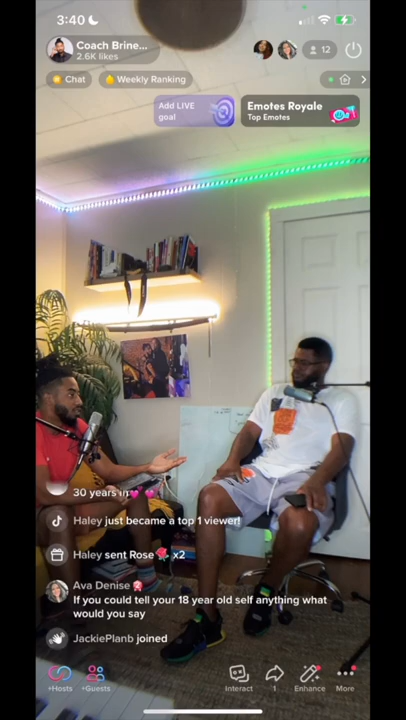 3:40
Coach Brine...
2.6K likes
12
Chat
Weekly Ranking
Add LIVE
goal
Emotes Royale
Top Emotes
30 years in
Haley just became a top 1 viewer!
Haley sent Rose 🌹 x2
Ava Denise
If you could tell your 18 year old self anything what
would you say
JackiePlanb joined
+Hosts
+Guests
Interact
1
Enhance
More